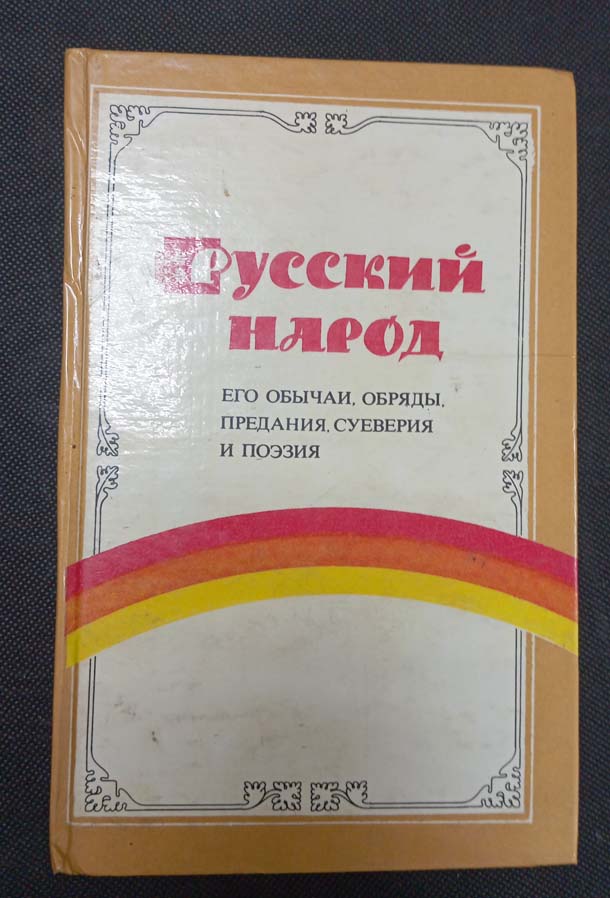 Русский
народ
ЕГО ОБЫЧАИ, ОБРЯДЫ,
ПРЕДАНИЯ, СУЕВЕРИЯ
И ПОЭЗИЯ